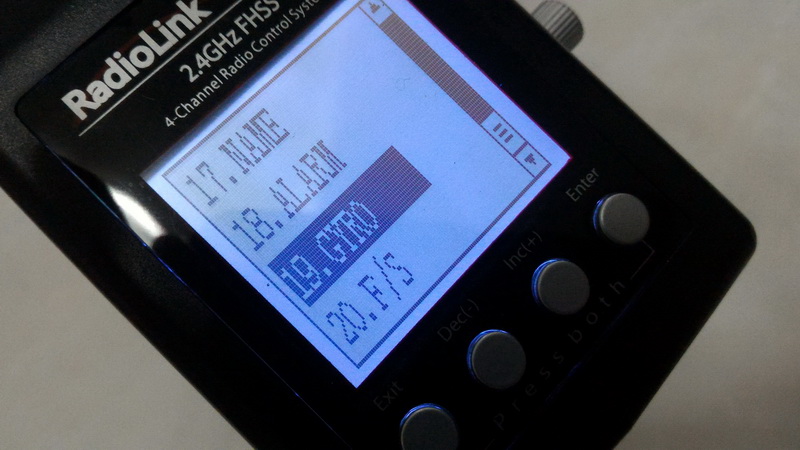 RadioLink
2.4GHz FHSS
4-Channel Radio Control Syste
17.NAME
18.ALARM
19.GYRO
20.F/S
Enter
Inc(+)
Dec(-)
Exit
Press both